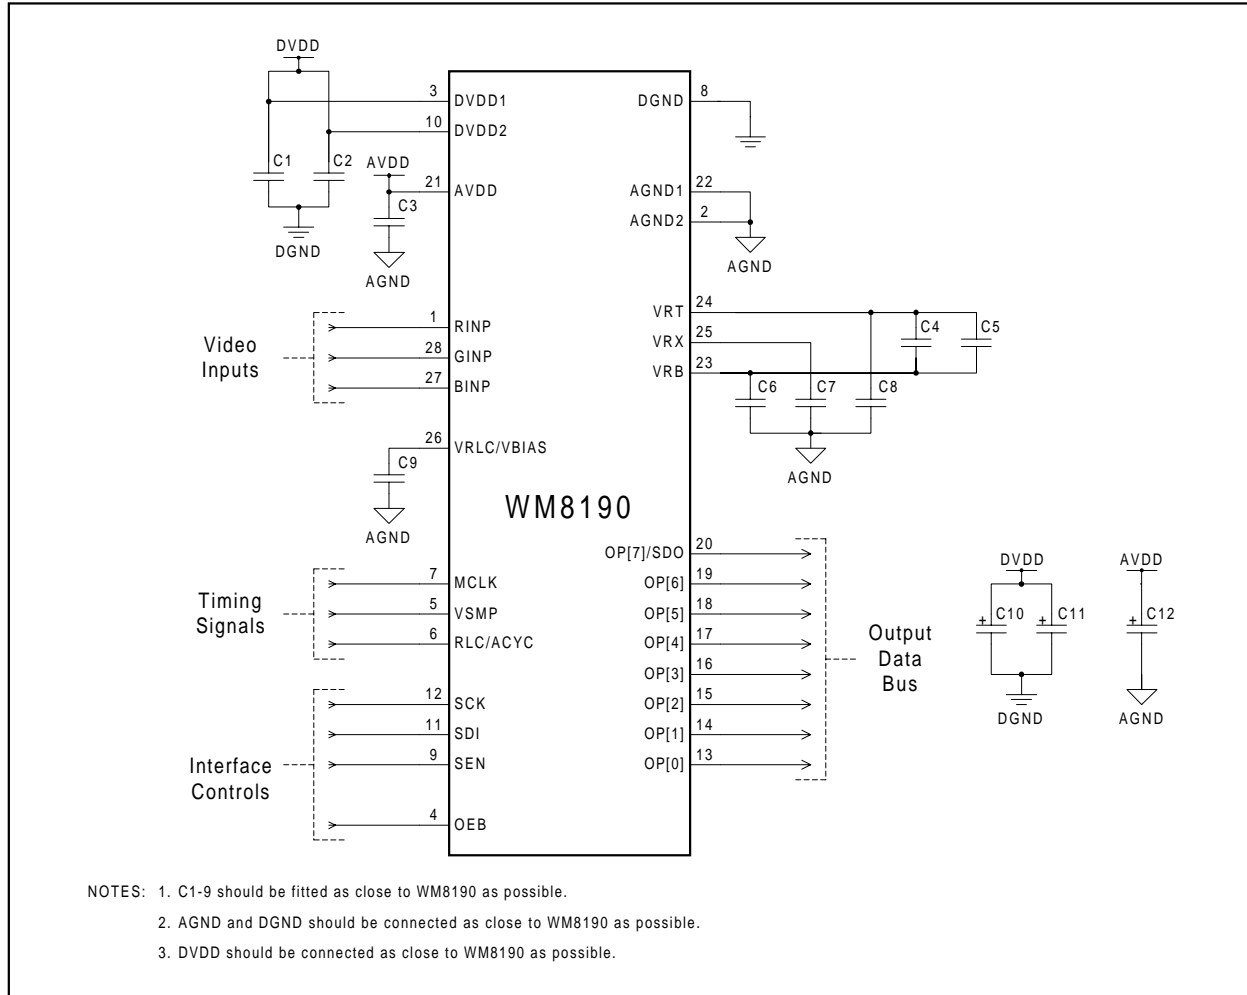 DVDD
3 DVDD1
10 DVDD2
C1 C2
AVDD
21 AVDD
C3
DGND
AGND
DGND 8
AGND1 22
AGND2 2
AGND
Video
Inputs
1 RINP
28 GINP
27 BINP
VRT 24
VRX 25
VRB 23
C4 C5
C6 C7 C8
AGND
26 VRLC/VBIAS
C9
AGND
WM8190
Timing
Signals
7 MCLK
5 VSMP
6 RLC/ACYC
Interface
Controls
12 SCK
11 SDI
9 SEN
4 OEB
OP[7]/SDO 20
OP[6] 19
OP[5] 18
OP[4] 17
OP[3] 16
OP[2] 15
OP[1] 14
OP[0] 13
Output
Data
Bus
DVDD
+ C10 + C11
DGND
AVDD
+ C12
AGND
NOTES: 1. C1-9 should be fitted as close to WM8190 as possible.
2. AGND and DGND should be connected as close to WM8190 as possible.
3. DVDD should be connected as close to WM8190 as possible.